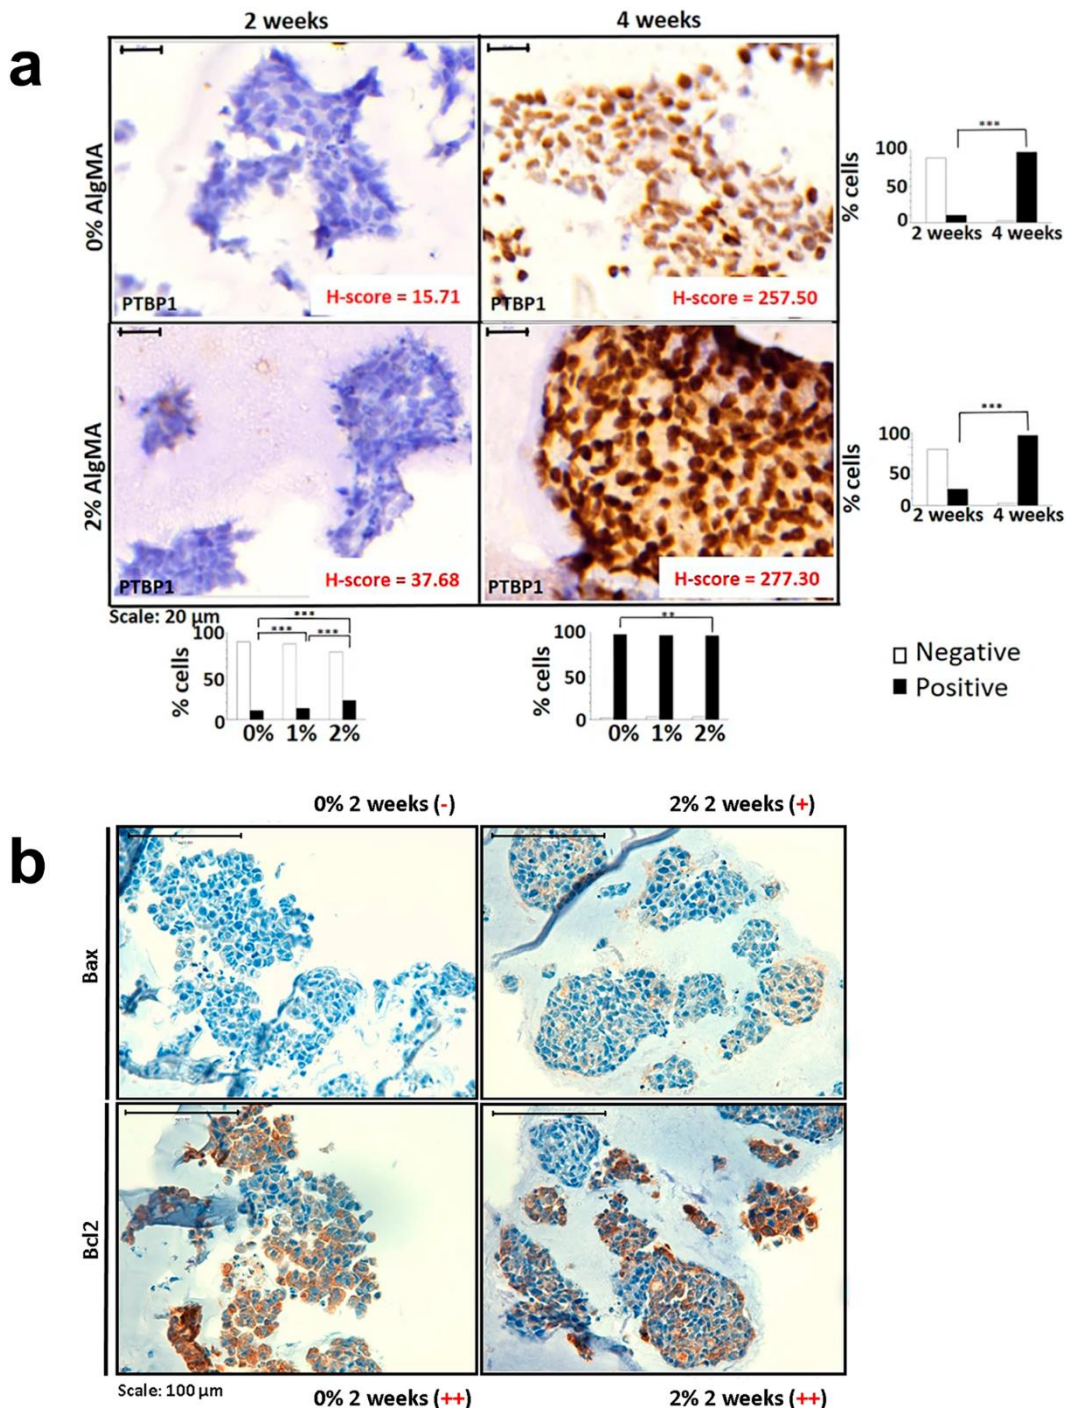 2 weeks 4 weeks
a
0% AlgMA
PTBP1
H-score = 15.71
PTBP1
H-score = 257.50
% cells
100
50
0
***
2 weeks 4 weeks
2% AlgMA
PTBP1
H-score = 37.68
PTBP1
H-score = 277.30
% cells
100
50
0
***
2 weeks 4 weeks
Scale: 20 µm
% cells
100
50
0
***
*** ***
0% 1% 2%
% cells
100
50
0
**
0% 1% 2%
Negative
Positive
b
0% 2 weeks (-) 2% 2 weeks (+)
Bax
Bcl2
Scale: 100 µm
0% 2 weeks (++) 2% 2 weeks (++)